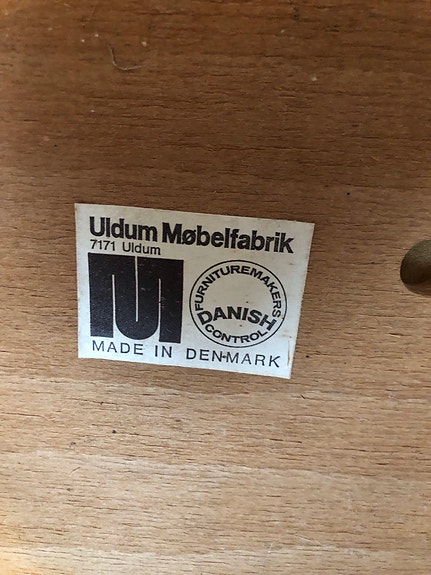 Uldum Møbelfabrik
7171 Uldum
MADE IN DENMARK
FURNITUREMAKERS
DANISH
CONTROL